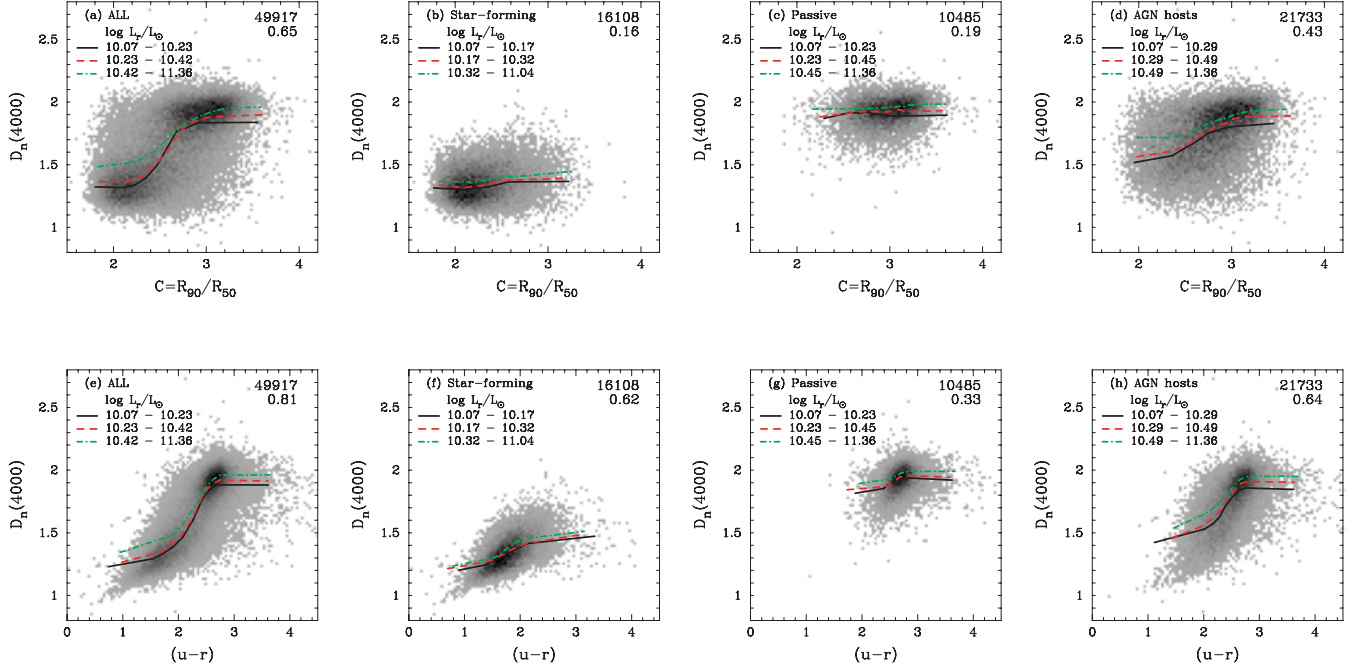 (a) ALL 49917
log L_r/L_⊙ 0.65
10.07 − 10.23
10.23 − 10.42
10.42 − 11.36
2.5
2
1.5
1
D_n(4000)
2 3 4
C=R_90/R_50
(b) Star-forming 16108
log L_r/L_⊙ 0.16
10.07 − 10.17
10.17 − 10.32
10.32 − 11.04
2.5
2
1.5
1
D_n(4000)
2 3 4
C=R_90/R_50
(c) Passive 10485
log L_r/L_⊙ 0.19
10.07 − 10.23
10.23 − 10.45
10.45 − 11.36
2.5
2
1.5
1
D_n(4000)
2 3 4
C=R_90/R_50
(d) AGN hosts 21733
log L_r/L_⊙ 0.43
10.07 − 10.29
10.29 − 10.49
10.49 − 11.36
2.5
2
1.5
1
D_n(4000)
2 3 4
C=R_90/R_50
(e) ALL 49917
log L_r/L_⊙ 0.81
10.07 − 10.23
10.23 − 10.42
10.42 − 11.36
2.5
2
1.5
1
D_n(4000)
0 1 2 3 4
(u−r)
(f) Star-forming 16108
log L_r/L_⊙ 0.62
10.07 − 10.17
10.17 − 10.32
10.32 − 11.04
2.5
2
1.5
1
D_n(4000)
0 1 2 3 4
(u−r)
(g) Passive 10485
log L_r/L_⊙ 0.33
10.07 − 10.23
10.23 − 10.45
10.45 − 11.36
2.5
2
1.5
1
D_n(4000)
0 1 2 3 4
(u−r)
(h) AGN hosts 21733
log L_r/L_⊙ 0.64
10.07 − 10.29
10.29 − 10.49
10.49 − 11.36
2.5
2
1.5
1
D_n(4000)
0 1 2 3 4
(u−r)